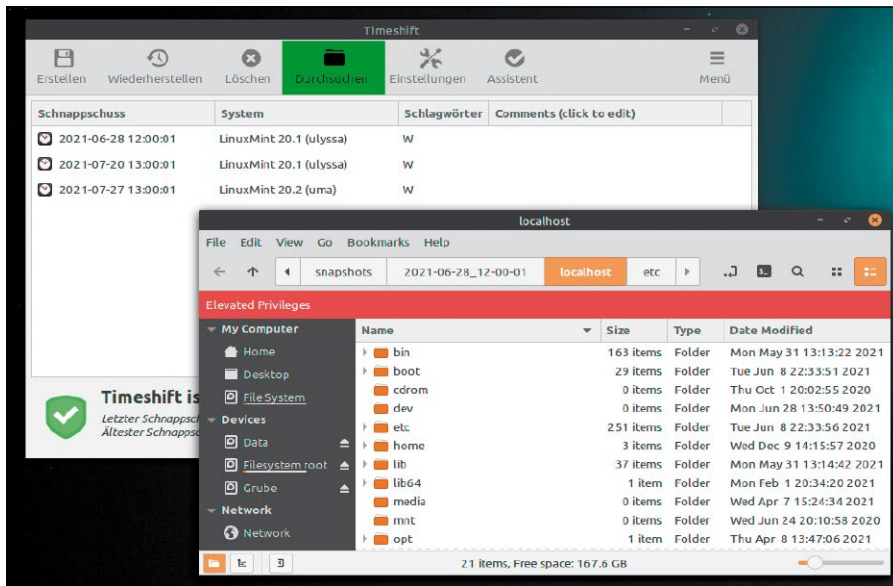 Timeshift
Erstellen Wiederherstellen Löschen Durchsuchen Einstellungen Assistent Menü
Schnappschuss System Schlagwörter Comments (click to edit)
2021-06-28 12:00:01 LinuxMint 20.1 (ulyssa) W
2021-07-20 13:00:01 LinuxMint 20.1 (ulyssa) W
2021-07-27 13:00:01 LinuxMint 20.2 (uma) W
Timeshift is
Letzter Schnappsch
Ältester Schnapps
localhost
File Edit View Go Bookmarks Help
snapshots 2021-06-28_12-00-01 localhost etc
Elevated Privileges
My Computer
Home
Desktop
File System
Devices
Data
Filesystem root
Grube
Network
Network
Name Size Type Date Modified
bin 163 items Folder Mon May 31 13:13:22 2021
boot 29 items Folder Tue Jun 8 22:33:51 2021
cdrom 0 items Folder Thu Oct 1 20:02:55 2020
dev 0 items Folder Mon Jun 28 13:50:49 2021
etc 251 items Folder Tue Jun 8 22:33:56 2021
home 3 items Folder Wed Dec 9 14:15:57 2020
lib 37 items Folder Mon May 31 13:14:42 2021
lib64 1 item Folder Mon Feb 1 20:34:20 2021
media 0 items Folder Wed Apr 7 15:24:34 2021
mnt 0 items Folder Wed Jun 24 20:10:58 2020
opt 1 item Folder Thu Apr 8 13:47:06 2021
21 items, Free space: 167.6 GB